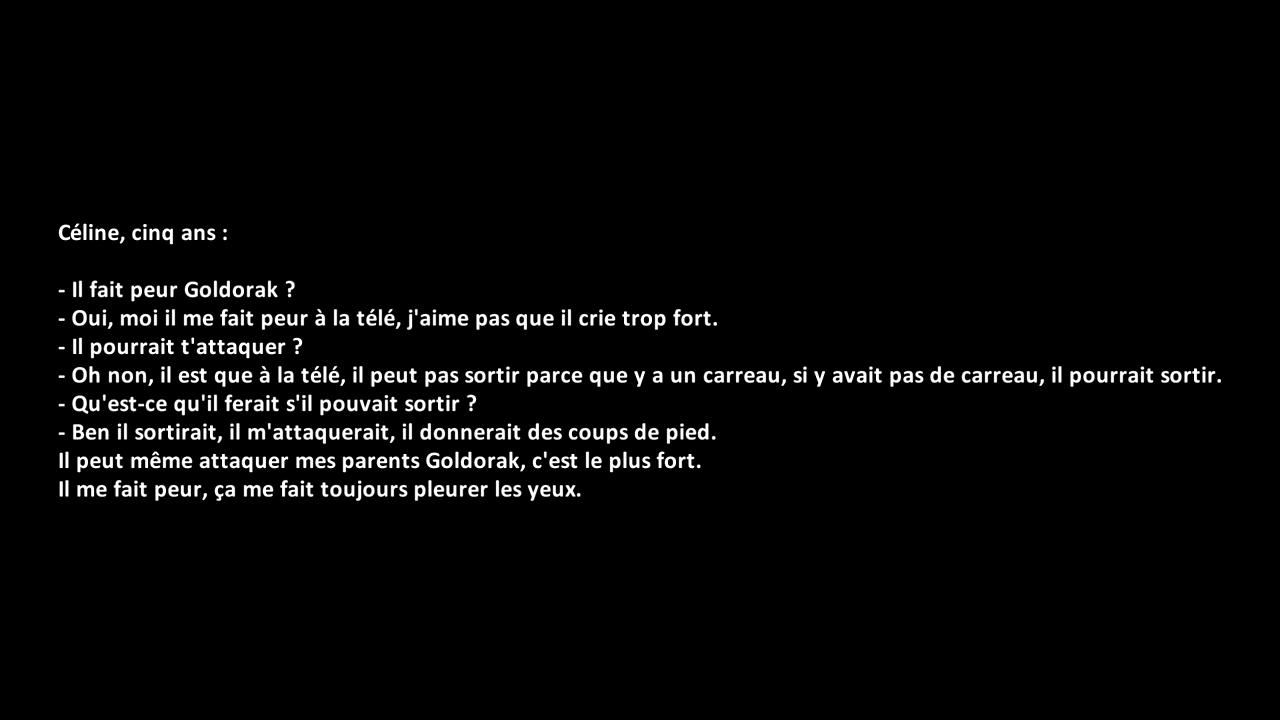 Céline, cinq ans :
- Il fait peur Goldorak ?
- Oui, moi il me fait peur à la télé, j'aime pas que il crie trop fort.
- Il pourrait t'attaquer ?
- Oh non, il est que à la télé, il peut pas sortir parce que y a un carreau, si y avait pas de carreau, il pourrait sortir.
- Qu'est-ce qu'il ferait s'il pouvait sortir ?
- Ben il sortirait, il m'attaquerait, il donnerait des coups de pied.
Il peut même attaquer mes parents Goldorak, c'est le plus fort.
Il me fait peur, ça me fait toujours pleurer les yeux.